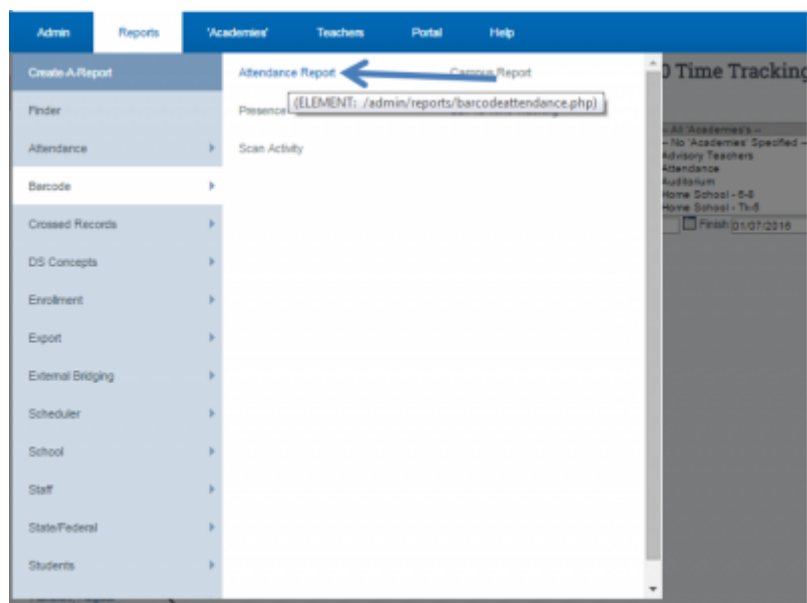 Admin Reports 'Academies' Teachers Portal Help
Create-A-Report
Finder
Attendance
Barcode
Crossed Records
DS Concepts
Enrollment
Export
External Bridging
Scheduler
School
Staff
State/Federal
Students
Attendance Report Campus Report
Presence
(ELEMENT: ./admin/reports/barcodeattendance.php)
Scan Activity
Time Tracking
-- All 'Academies's --
-- No 'Academies' Specified --
Advisory Teachers
Attendance
Auditorium
Home School - 6-8
Home School - Tk-5
Finish: 01/07/2016